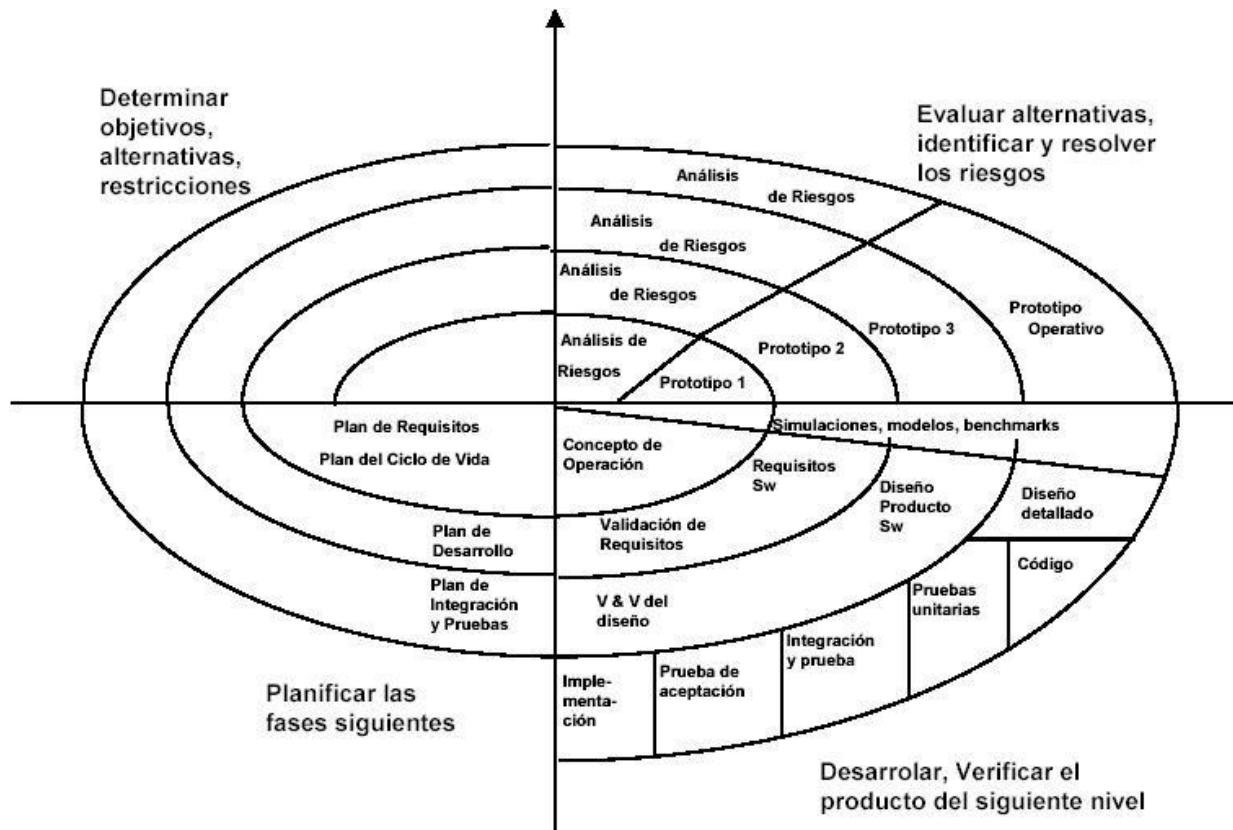 Determinar
objetivos,
alternativas,
restricciones
Evaluar alternativas,
identificar y resolver
los riesgos
Análisis
de Riesgos
Análisis
de Riesgos
Análisis
de Riesgos
Análisis de
Riesgos
Prototipo 1
Prototipo 2
Prototipo 3
Prototipo
Operativo
Simulaciones, modelos, benchmarks
Plan de Requisitos
Plan del Ciclo de Vida
Concepto de
Operación
Requisitos
Sw
Diseño
Producto
Sw
Diseño
detallado
Plan de
Desarrollo
Validación de
Requisitos
Código
Plan de
Integración
y Pruebas
V & V del
diseño
Pruebas
unitarias
Integración
y prueba
Prueba de
aceptación
Imple-
menta-
ción
Planificar las
fases siguientes
Desarrolar, Verificar el
producto del siguiente nivel